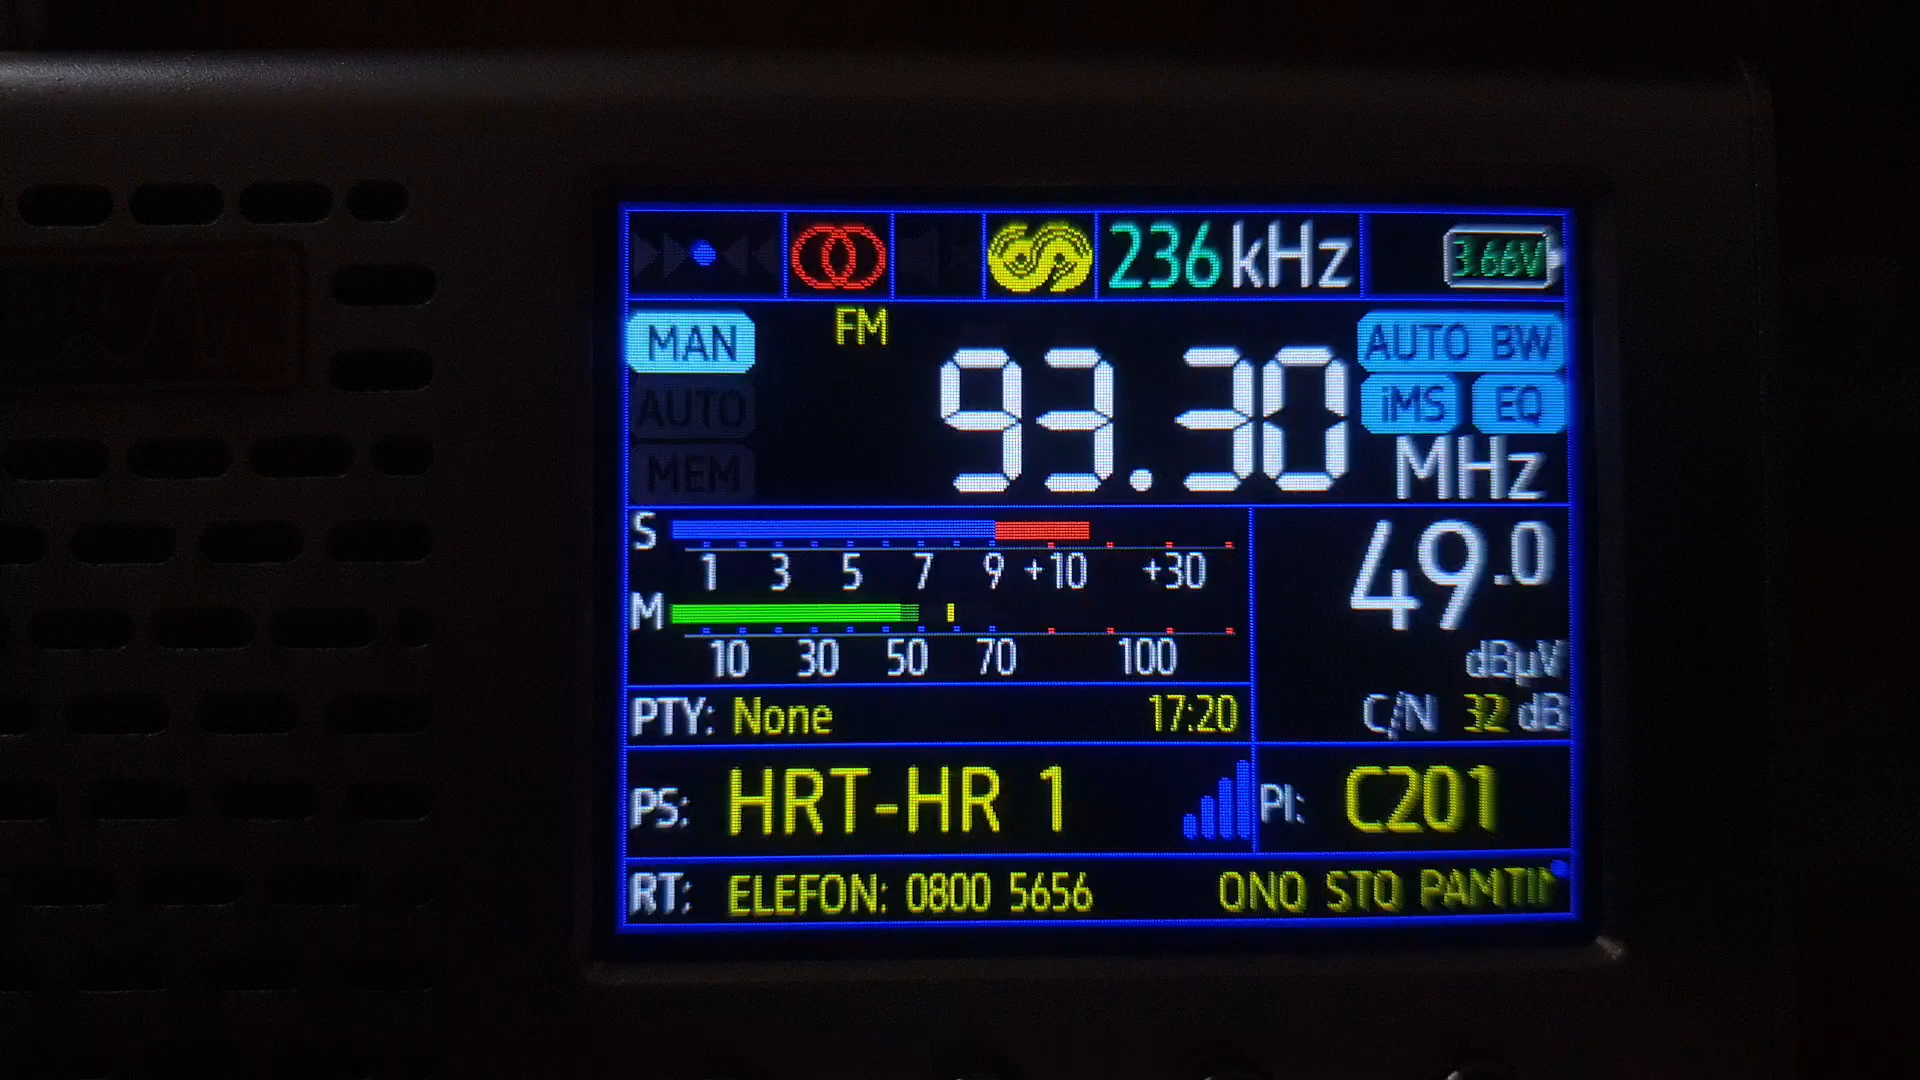 236 kHz 3.66V
MAN FM 93.30 AUTO BW
AUTO iMS EQ
MEM MHz
S 49.0
1 3 5 7 9 +10 +30
M
10 30 50 70 100 dBµV
PTY: None 17:20 C/N 32 dB
PS: HRT-HR 1 PI: C201
RT: ELEFON: 0800 5656 ONO STO